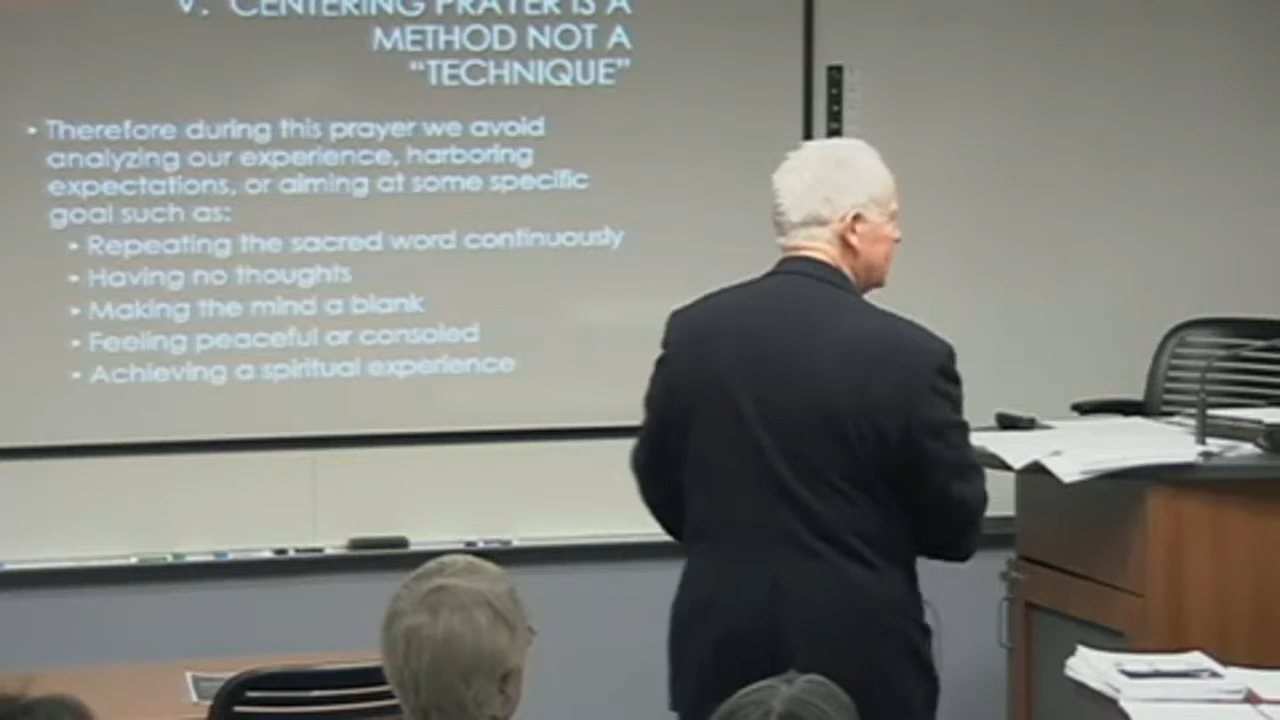 V. CENTERING PRAYER IS A
METHOD NOT A
"TECHNIQUE"
• Therefore during this prayer we avoid
analyzing our experience, harboring
expectations, or aiming at some specific
goal such as:
• Repeating the sacred word continuously
• Having no thoughts
• Making the mind a blank
• Feeling peaceful or consoled
• Achieving a spiritual experience